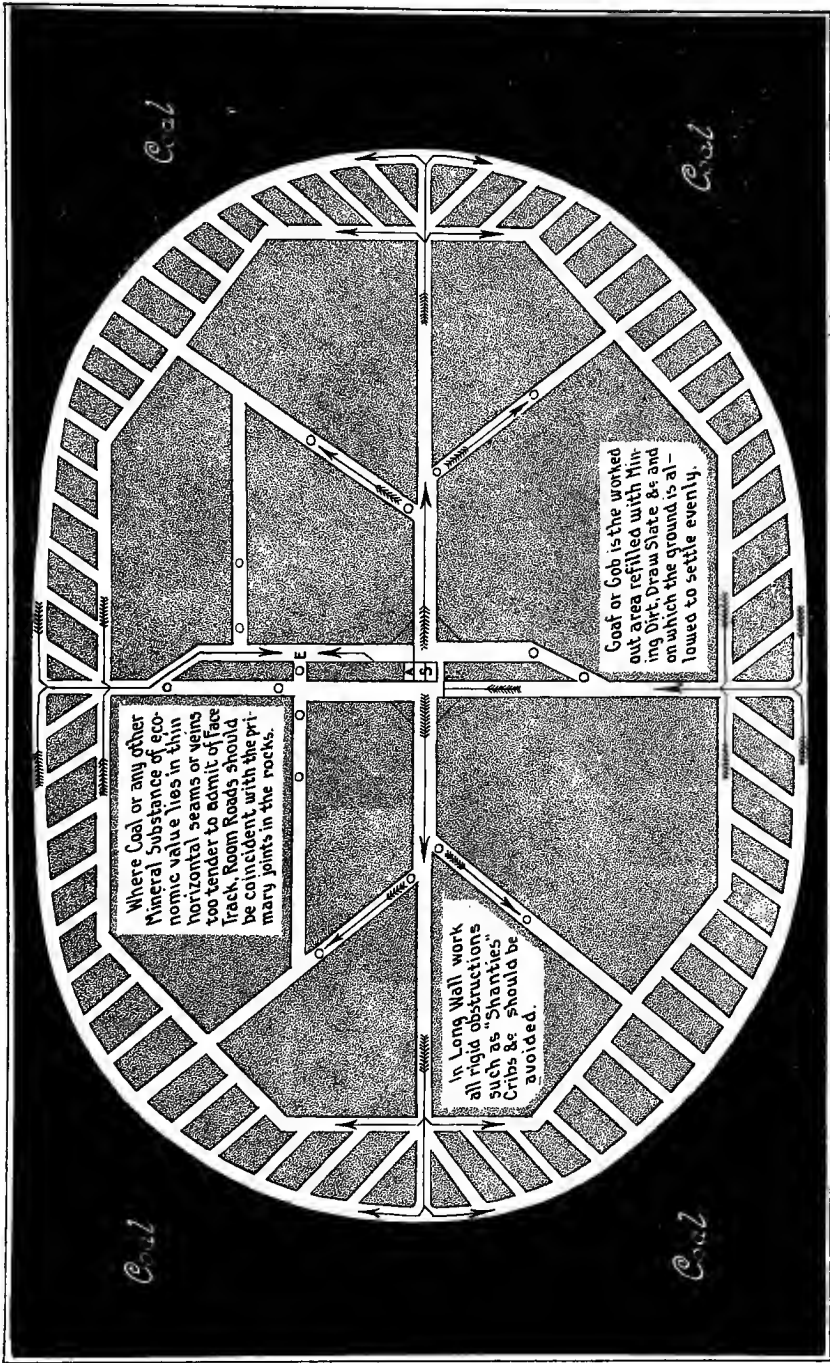 Coal
Coal
Where Coal or any other
Mineral Substance of eco-
nomic value lies in thin
horizontal seams or veins
too tender to admit of Face
Track, Room Roads should
be coincident with the pri-
mary joints in the rocks.
E
A
S
In Long Wall work
all rigid obstructions
such as "Shanties"
Cribs &c should be
avoided.
Goaf or Gob is the worked
out area refilled with Min-
ing Dirt, Draw Slate &c and
on which the ground is al-
lowed to settle evenly.
Coal
Coal